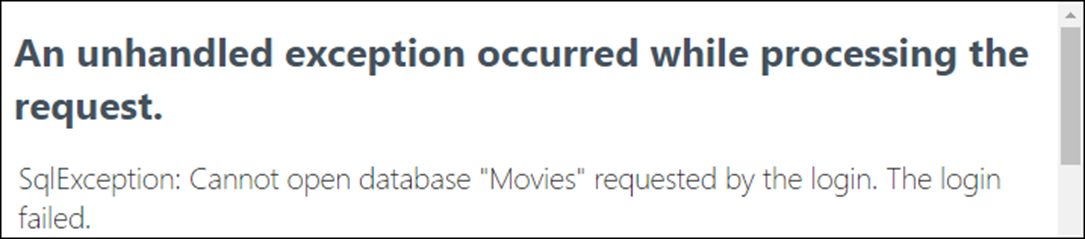 An unhandled exception occurred while processing the
request.
SqlException: Cannot open database "Movies" requested by the login. The login
failed.